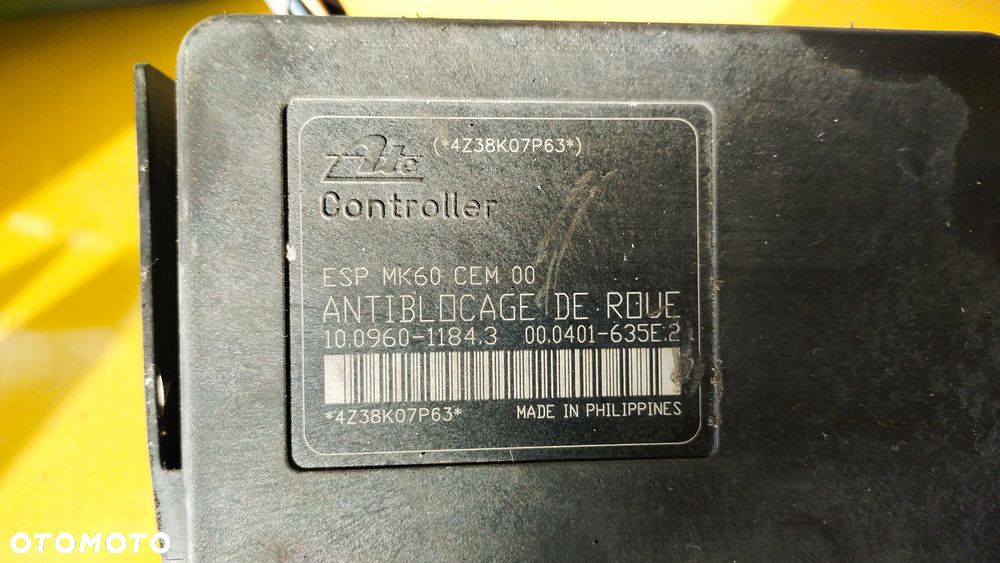 (*4Z38K07P63*)
Ate
Controller
ESP MK60 CEM 00
ANTIBLOCAGE DE ROUE
10.0960-1184.3 00.0401-635E.2
*4Z38K07P63* MADE IN PHILIPPINES
OTOMOTO